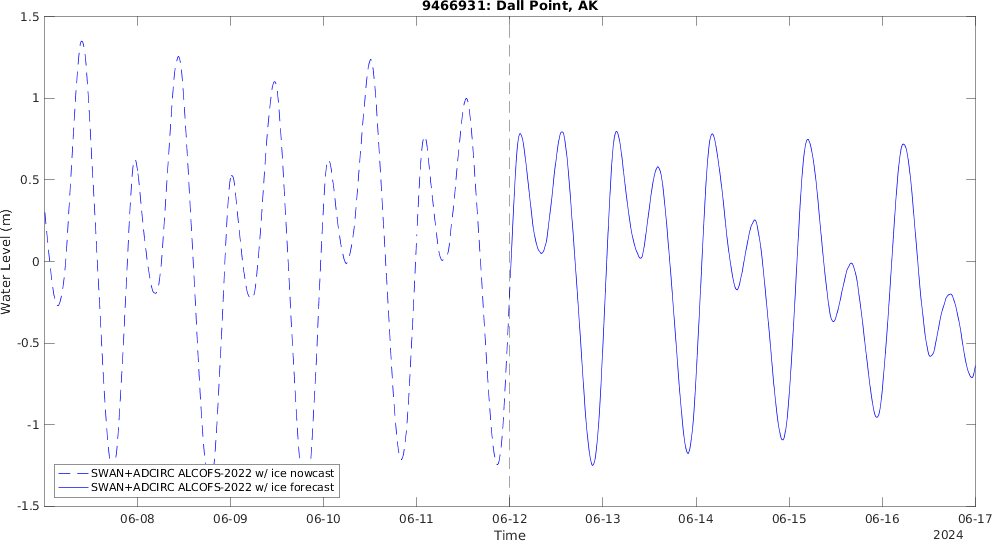 9466931: Dall Point, AK
1.5
1
0.5
0
-0.5
-1
-1.5
Water Level (m)
SWAN+ADCIRC ALCOFS-2022 w/ ice nowcast
SWAN+ADCIRC ALCOFS-2022 w/ ice forecast
06-08 06-09 06-10 06-11 06-12 06-13 06-14 06-15 06-16 06-17
Time
2024